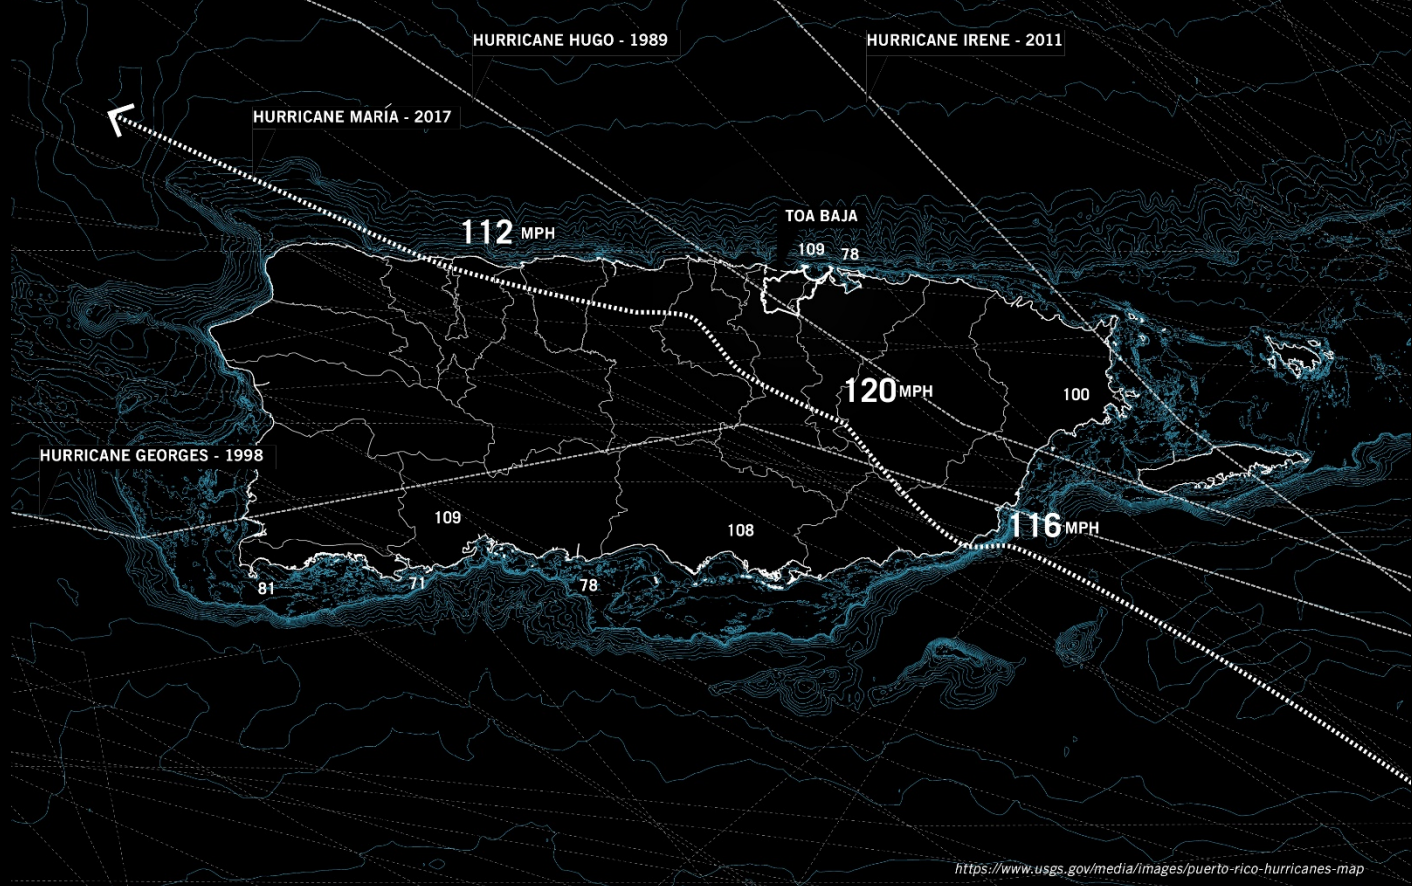 HURRICANE HUGO - 1989
HURRICANE IRENE - 2011
HURRICANE MARÍA - 2017
TOA BAJA
112 MPH
109 78
120 MPH
100
HURRICANE GEORGES - 1998
109
116 MPH
108
81
71
78
https://www.usgs.gov/media/images/puerto-rico-hurricanes-map